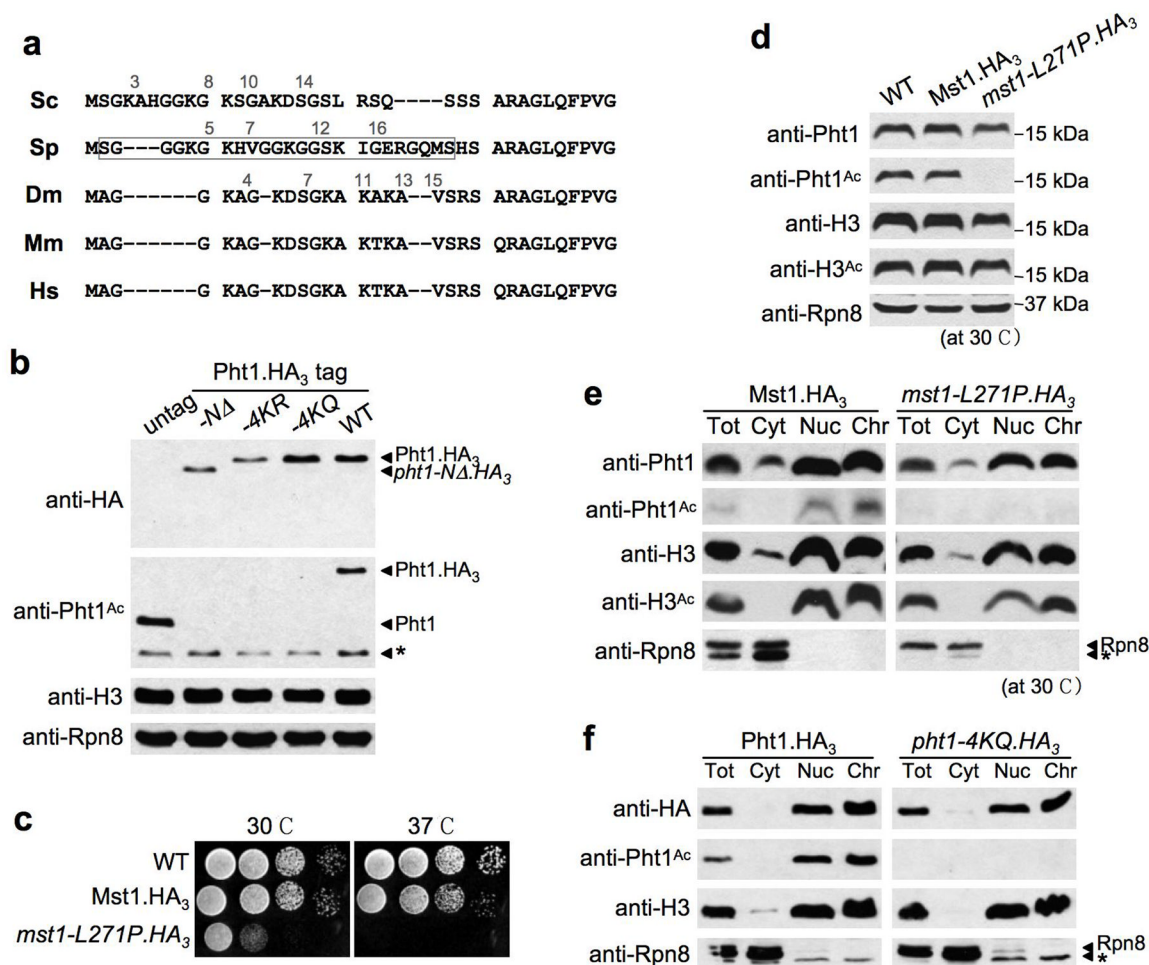 a
3 8 10 14
Sc MSGKAHGGKG KSGAKDSGSL RSQ----SSS ARAGLQFPVG
5 7 12 16
Sp MSG---GGKG KHVGGKGGSK IGERGQMSHS ARAGLQFPVG
Dm MAG------G KAG-KDSGKA KAKA--VSRS ARAGLQFPVG
4 7 11 13 15
Mm MAG------G KAG-KDSGKA KTKA--VSRS QRAGLQFPVG
Hs MAG------G KAG-KDSGKA KTKA--VSRS QRAGLQFPVG
b
Pht1.HA3 tag
untag -NΔ -4KR -4KQ WT
anti-HA
Pht1.HA3
pht1-NΔ.HA3
anti-Pht1Ac
Pht1.HA3
Pht1
*
anti-H3
anti-Rpn8
c
30 C 37 C
WT
Mst1.HA3
mst1-L271P.HA3
d
WT Mst1.HA3 mst1-L271P.HA3
anti-Pht1 -15 kDa
anti-Pht1Ac -15 kDa
anti-H3 -15 kDa
anti-H3Ac -15 kDa
anti-Rpn8 -37 kDa
(at 30 C)
e
Mst1.HA3 mst1-L271P.HA3
Tot Cyt Nuc Chr Tot Cyt Nuc Chr
anti-Pht1
anti-Pht1Ac
anti-H3
anti-H3Ac
anti-Rpn8 Rpn8
*
(at 30 C)
f
Pht1.HA3 pht1-4KQ.HA3
Tot Cyt Nuc Chr Tot Cyt Nuc Chr
anti-HA
anti-Pht1Ac
anti-H3
anti-Rpn8 Rpn8
*